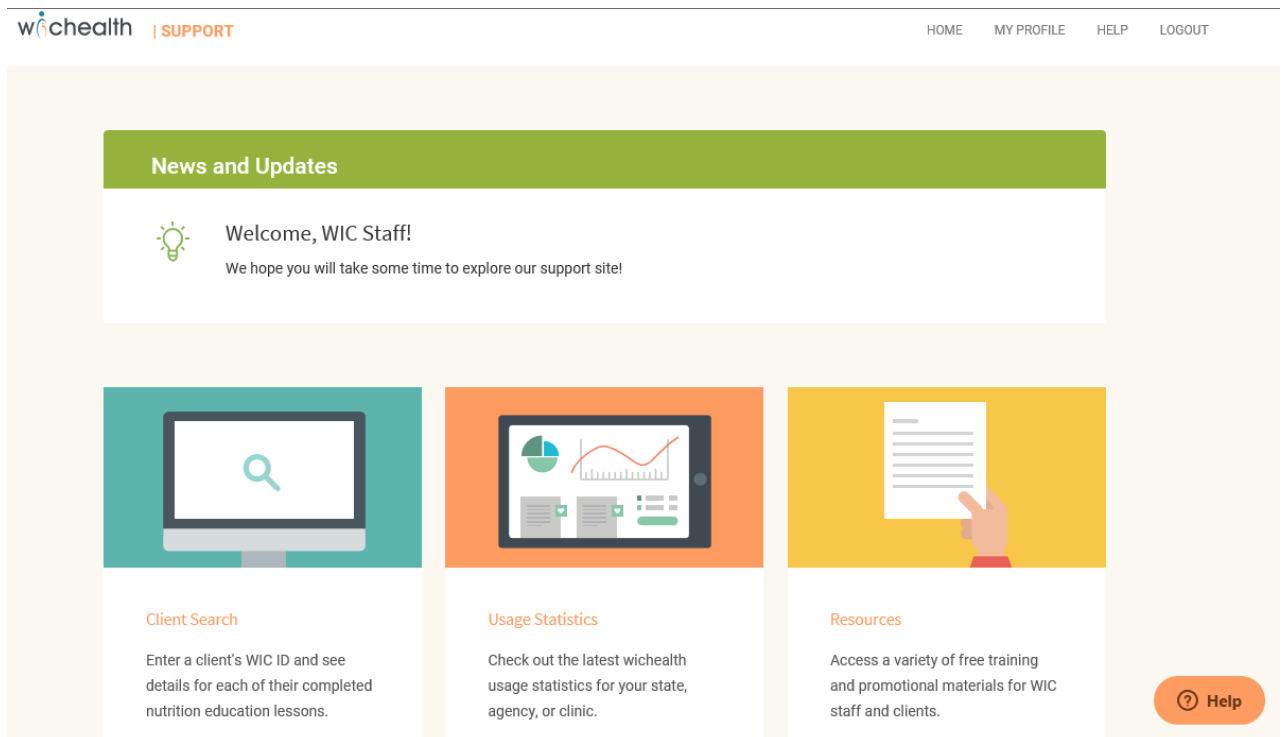 wichealth | SUPPORT
HOME MY PROFILE HELP LOGOUT
News and Updates
Welcome, WIC Staff!
We hope you will take some time to explore our support site!
Client Search
Enter a client's WIC ID and see
details for each of their completed
nutrition education lessons.
Usage Statistics
Check out the latest wichealth
usage statistics for your state,
agency, or clinic.
Resources
Access a variety of free training
and promotional materials for WIC
staff and clients.
? Help